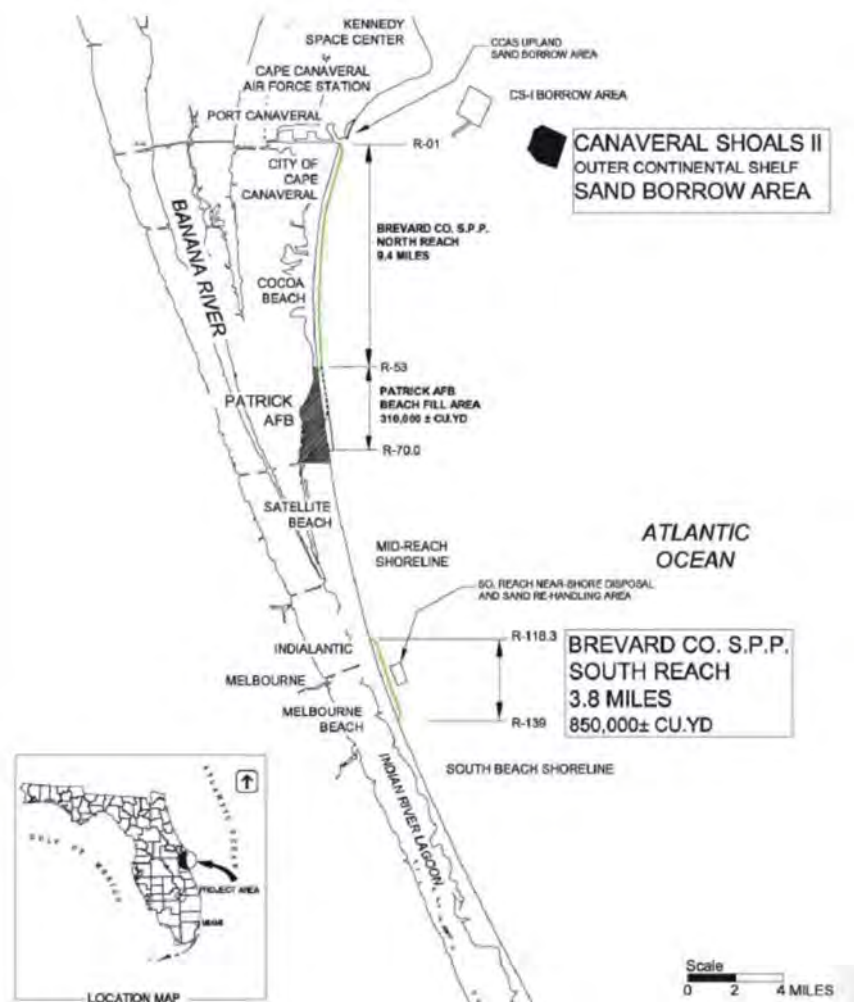 KENNEDY
SPACE CENTER
CCAS UPLAND
SAND BORROW AREA
CAPE CANAVERAL
AIR FORCE STATION
CS-I BORROW AREA
PORT CANAVERAL
R-01
CANAVERAL SHOALS II
OUTER CONTINENTAL SHELF
SAND BORROW AREA
CITY OF
CAPE
CANAVERAL
BANANA RIVER
BREVARD CO. S.P.P.
NORTH REACH
9.4 MILES
COCOA
BEACH
R-53
PATRICK
AFB
PATRICK AFB
BEACH FILL AREA
310,000 ± CU.YD
R-70.0
SATELLITE
BEACH
MID-REACH
SHORELINE
ATLANTIC
OCEAN
SO. REACH NEAR-SHORE DISPOSAL
AND SAND RE-HANDLING AREA
R-118.3
INDIALANTIC
BREVARD CO. S.P.P.
SOUTH REACH
3.8 MILES
850,000± CU.YD
MELBOURNE
MELBOURNE
BEACH
R-139
SOUTH BEACH SHORELINE
INDIAN RIVER LAGOON
ATLANTIC OCEAN
GULF OF MEXICO
PROJECT AREA
LOCATION MAP
Scale
0 2 4 MILES